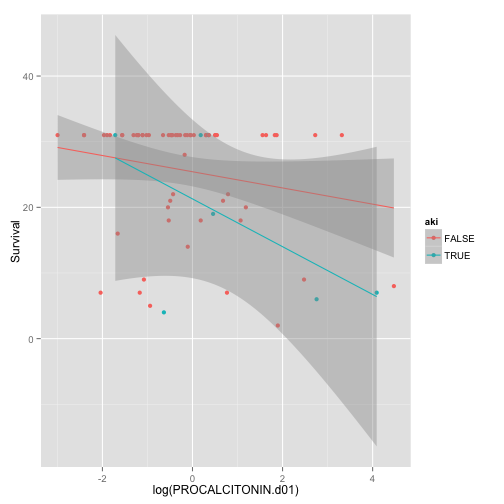 40
20
0
Survival
-2
0
2
4
log(PROCALCITONIN.d01)
aki
FALSE
TRUE